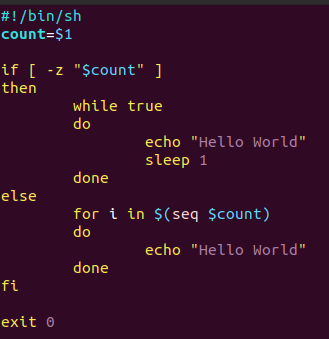 #!/bin/sh
count=$1

if [ -z "$count" ]
then
        while true
        do
                echo "Hello World"
                sleep 1
        done
else
        for i in $(seq $count)
        do
                echo "Hello World"
        done
fi

exit 0